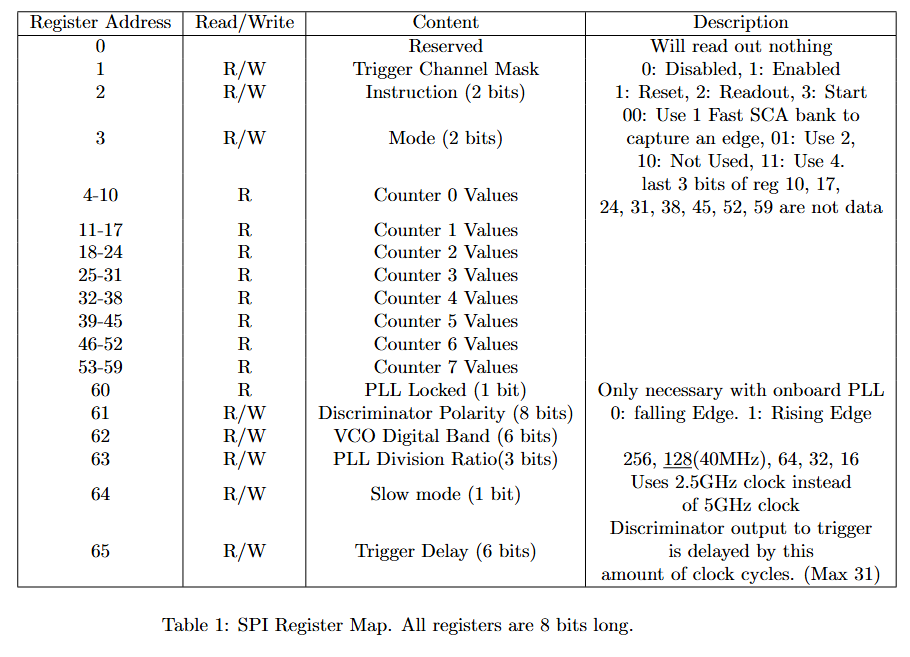 Register Address Read/Write Content Description
0 Reserved Will read out nothing
1 R/W Trigger Channel Mask 0: Disabled, 1: Enabled
2 R/W Instruction (2 bits) 1: Reset, 2: Readout, 3: Start
3 R/W Mode (2 bits) 00: Use 1 Fast SCA bank to
capture an edge, 01: Use 2,
10: Not Used, 11: Use 4.
4-10 R Counter 0 Values last 3 bits of reg 10, 17,
24, 31, 38, 45, 52, 59 are not data
11-17 R Counter 1 Values
18-24 R Counter 2 Values
25-31 R Counter 3 Values
32-38 R Counter 4 Values
39-45 R Counter 5 Values
46-52 R Counter 6 Values
53-59 R Counter 7 Values
60 R PLL Locked (1 bit) Only necessary with onboard PLL
61 R/W Discriminator Polarity (8 bits) 0: falling Edge. 1: Rising Edge
62 R/W VCO Digital Band (6 bits)
63 R/W PLL Division Ratio(3 bits) 256, 128(40MHz), 64, 32, 16
64 R/W Slow mode (1 bit) Uses 2.5GHz clock instead
of 5GHz clock
65 R/W Trigger Delay (6 bits) Discriminator output to trigger
is delayed by this
amount of clock cycles. (Max 31)
Table 1: SPI Register Map. All registers are 8 bits long.